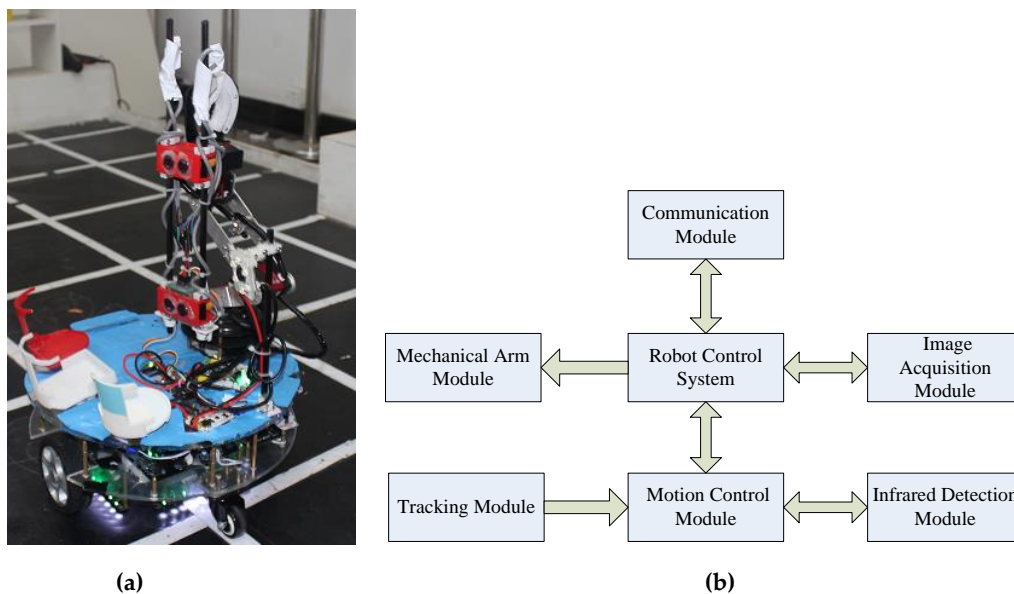 Communication
Module
Mechanical Arm
Module
Robot Control
System
Image
Acquisition
Module
Tracking Module
Motion Control
Module
Infrared Detection
Module
(a)
(b)